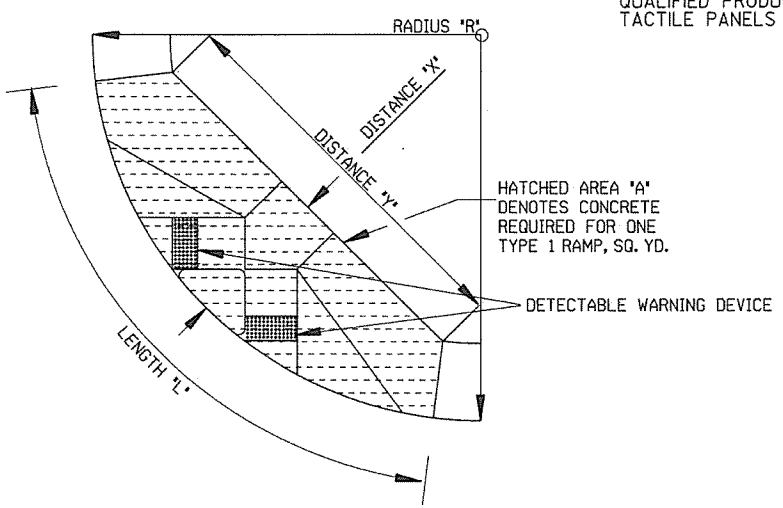 QUALIFIED PRODU
TACTILE PANELS
RADIUS "R"
DISTANCE "X"
DISTANCE "Y"
HATCHED AREA "A"
DENOTES CONCRETE
REQUIRED FOR ONE
TYPE 1 RAMP, SQ. YD.
DETECTABLE WARNING DEVICE
LENGTH "L"